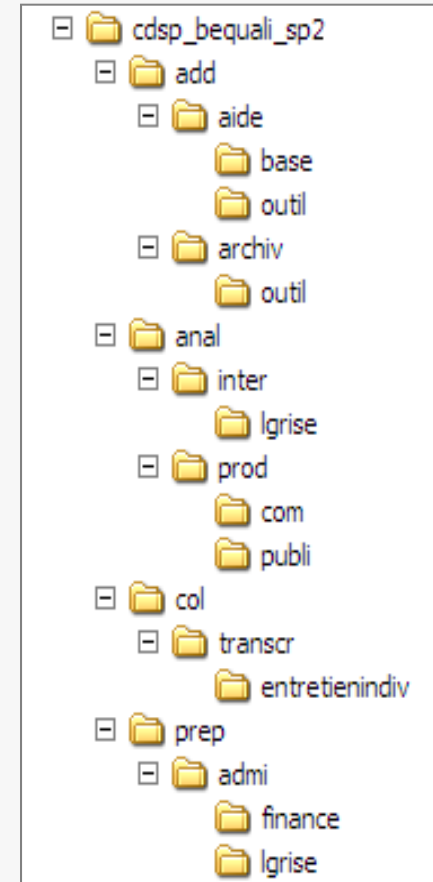 cdsp_bequali_sp2
add
aide
base
outil
archiv
outil
anal
inter
lgrise
prod
com
publi
col
transcr
entretienindiv
prep
admi
finance
lgrise